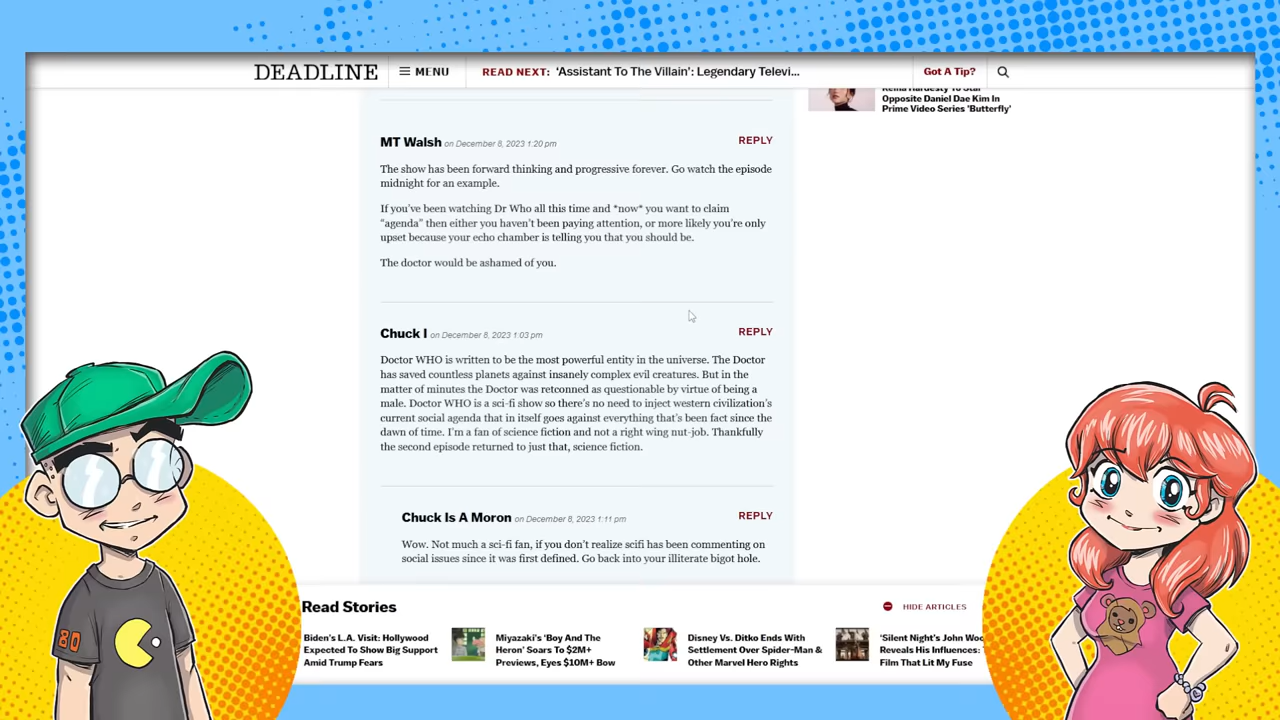 DEADLINE
MENU
READ NEXT: 'Assistant To The Villain': Legendary Televi...
Got A Tip?
Opposite Daniel Dae Kim In
Prime Video Series 'Butterfly'
MT Walsh on December 8, 2023 1:20 pm
REPLY
The show has been forward thinking and progressive forever. Go watch the episode
midnight for an example.
If you've been watching Dr Who all this time and *now* you want to claim
“agenda” then either you haven't been paying attention, or more likely you're only
upset because your echo chamber is telling you that you should be.
The doctor would be ashamed of you.
Chuck I on December 8, 2023 1:03 pm
REPLY
Doctor WHO is written to be the most powerful entity in the universe. The Doctor
has saved countless planets against insanely complex evil creatures. But in the
matter of minutes the Doctor was retconned as questionable by virtue of being a
male. Doctor WHO is a sci-fi show so there's no need to inject western civilization's
current social agenda that in itself goes against everything that's been fact since the
dawn of time. I'm a fan of science fiction and not a right wing nut-job. Thankfully
the second episode returned to just that, science fiction.
Chuck Is A Moron on December 8, 2023 1:11 pm
REPLY
Wow. Not much a sci-fi fan, if you don't realize scifi has been commenting on
social issues since it was first defined. Go back into your illiterate bigot hole.
Read Stories
HIDE ARTICLES
Biden's L.A. Visit: Hollywood
Expected To Show Big Support
Amid Trump Fears
Miyazaki's 'Boy And The
Heron' Soars To $2M+
Previews, Eyes $10M+ Bow
Disney Vs. Ditko Ends With
Settlement Over Spider-Man &
Other Marvel Hero Rights
'Silent Night's John Woo
Reveals His Influences:
Film That Lit My Fuse
80